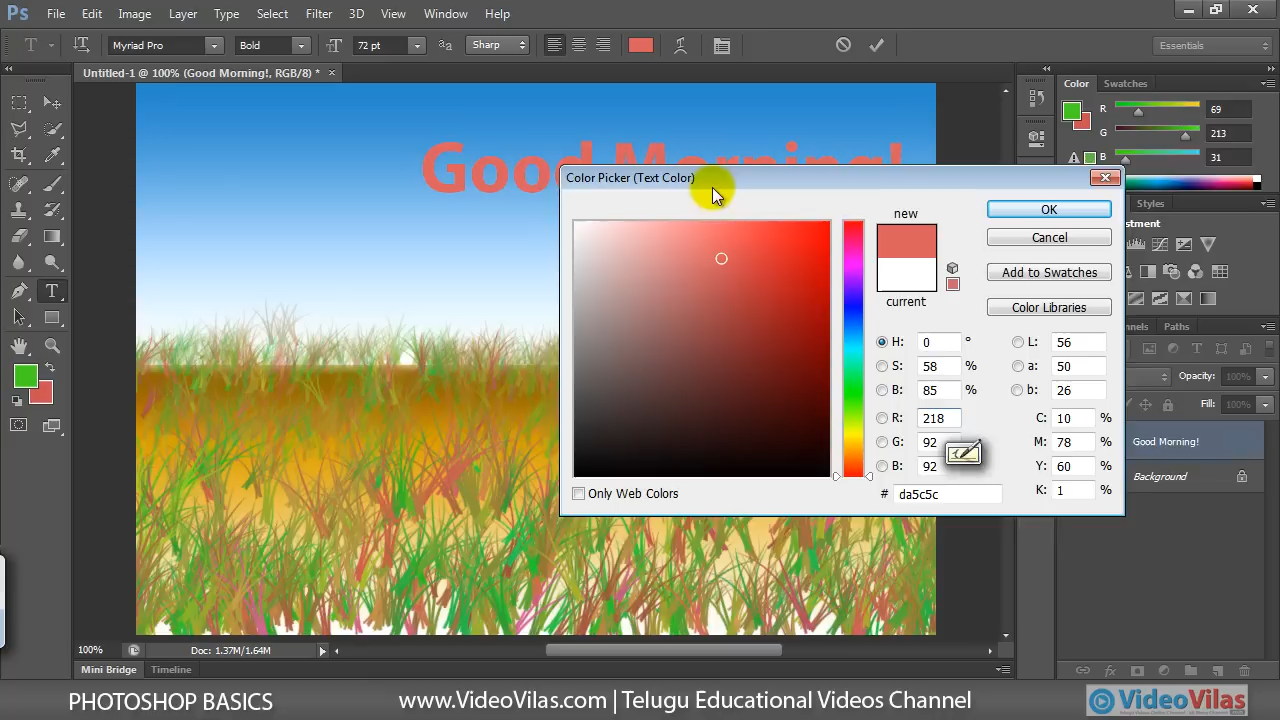 Ps File Edit Image Layer Type Select Filter 3D View Window Help
T Myriad Pro Bold 72 pt Sharp Essentials
Untitled-1 @ 100% (Good Morning!, RGB/8) * ×
Color Swatches
R 69
G 213
B 31
Good Morning!
Color Picker (Text Color)
new
current
OK
Cancel
Add to Swatches
Color Libraries
H: 0 °
S: 58 %
B: 85 %
R: 218
G: 92
B: 92
# da5c5c
L: 56
a: 50
b: 26
C: 10 %
M: 78 %
Y: 60 %
K: 1 %
Only Web Colors
Styles
Paths
Opacity: 100%
Fill: 100%
Good Morning!
Background
100% Doc: 1.37M/1.64M
Mini Bridge Timeline
PHOTOSHOP BASICS www.VideoVilas.com | Telugu Educational Videos Channel
VideoVilas